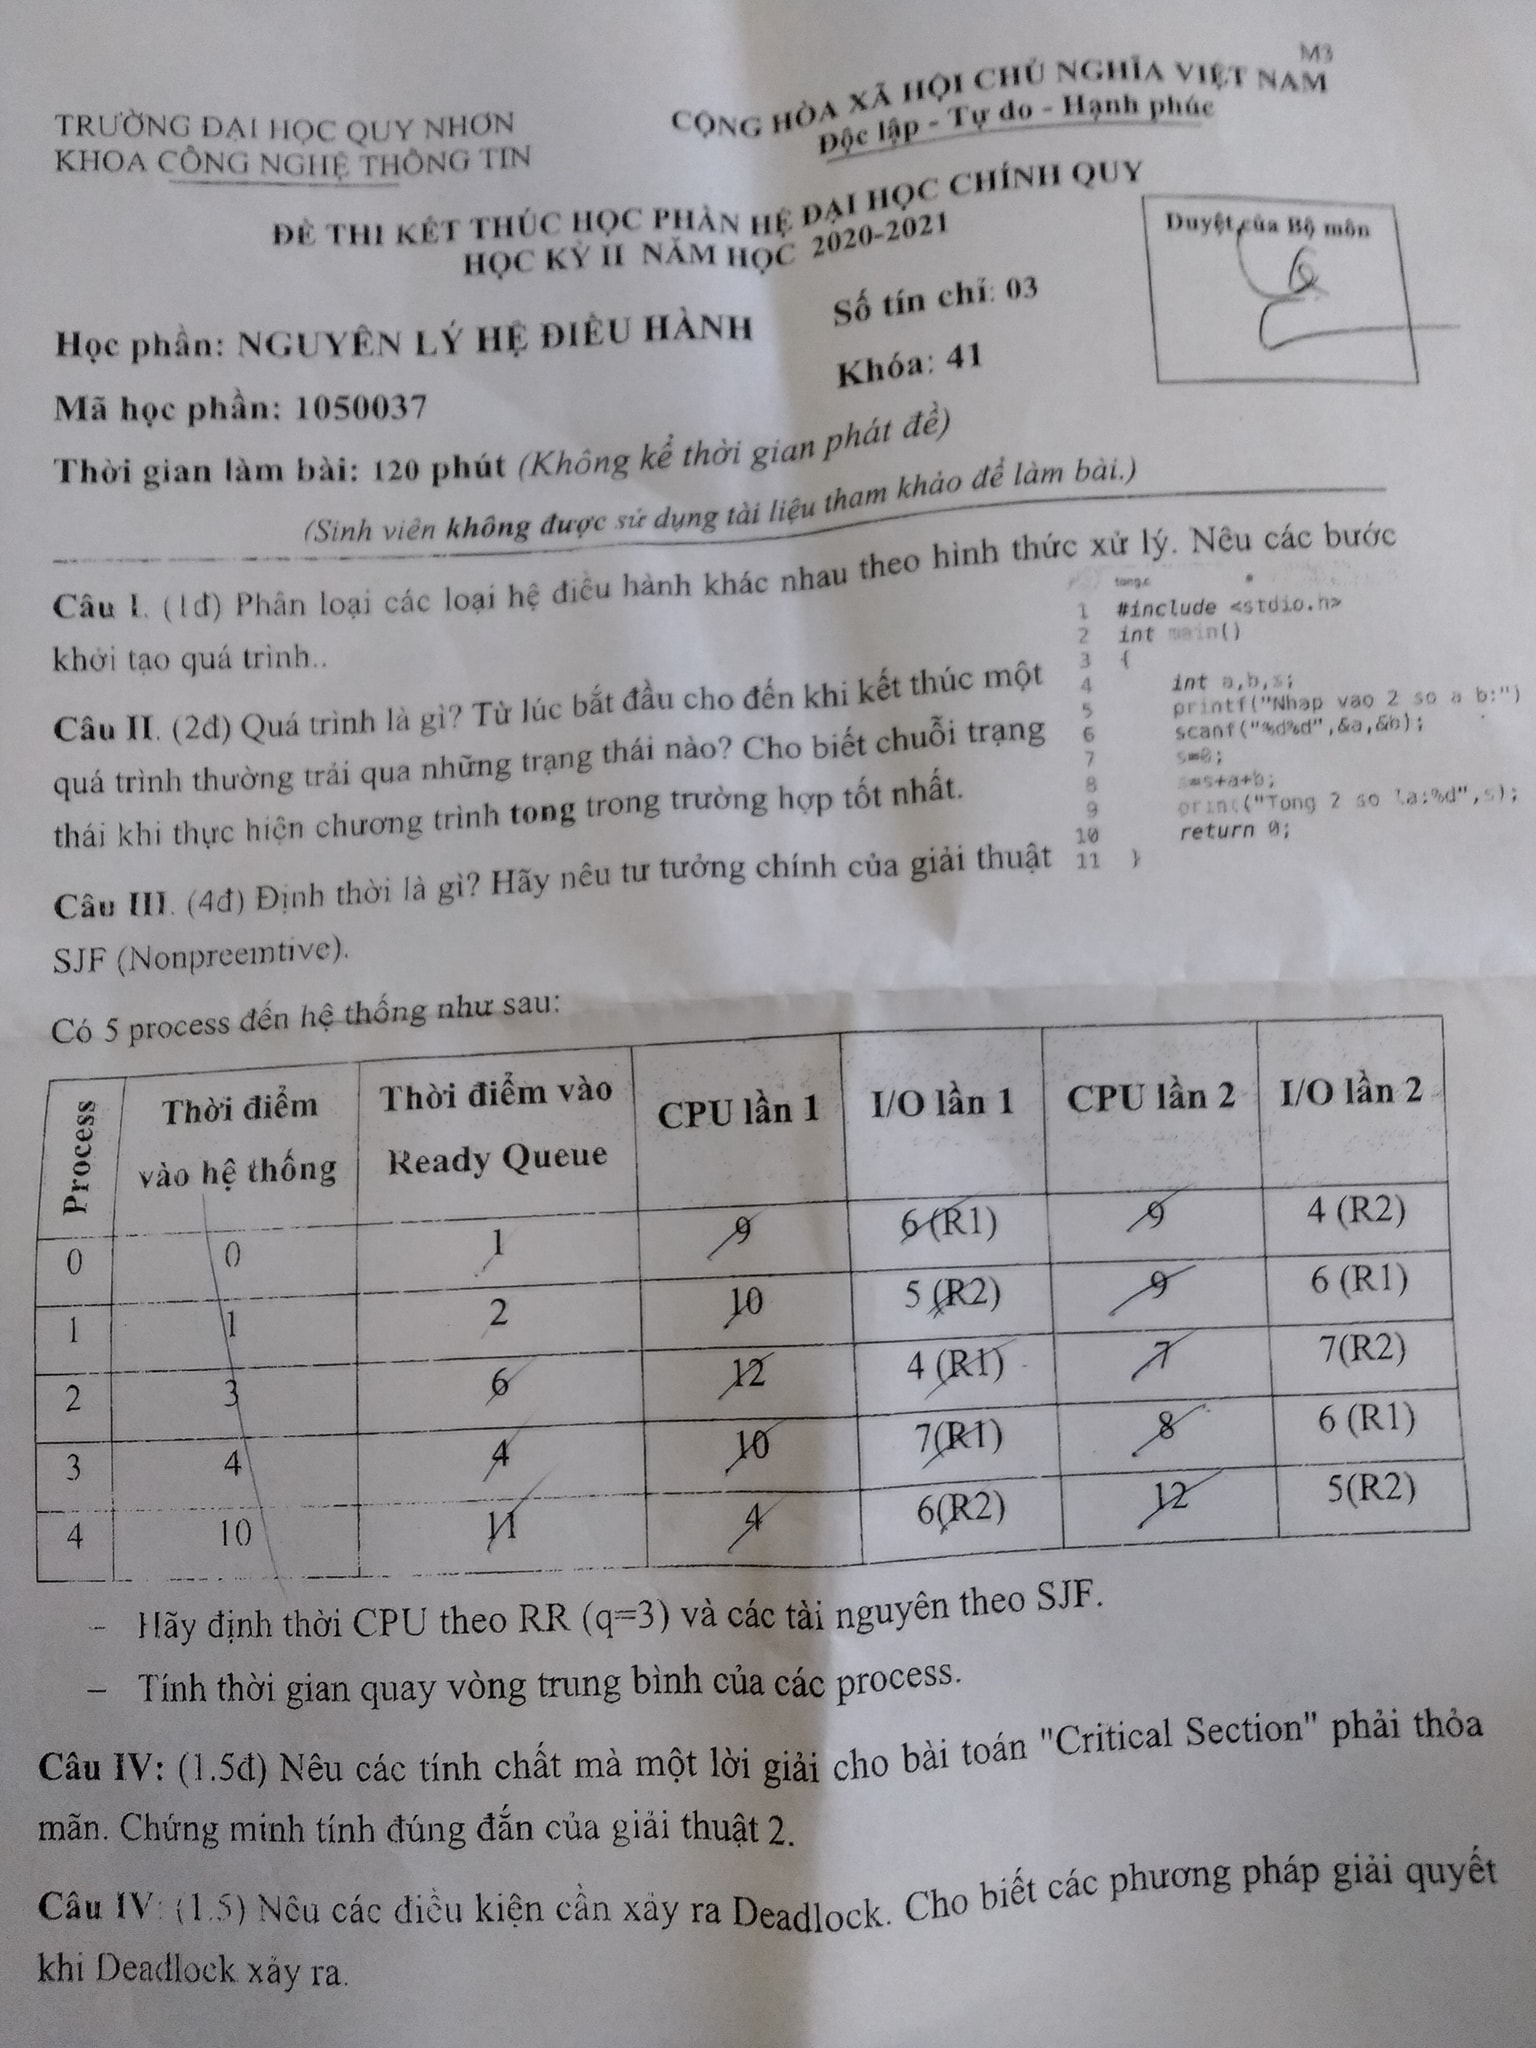 M3
TRƯỜNG ĐẠI HỌC QUY NHƠN
KHOA CÔNG NGHỆ THÔNG TIN
CỘNG HÒA XÃ HỘI CHỦ NGHĨA VIỆT NAM
Độc lập - Tự do - Hạnh phúc
ĐỀ THI KẾT THÚC HỌC PHẦN HỆ ĐẠI HỌC CHÍNH QUY
HỌC KỲ II NĂM HỌC 2020-2021
Duyệt của Bộ môn
Học phần: NGUYÊN LÝ HỆ ĐIỀU HÀNH
Số tín chỉ: 03
Mã học phần: 1050037
Khóa: 41
Thời gian làm bài: 120 phút (Không kể thời gian phát đề)
(Sinh viên không được sử dụng tài liệu tham khảo để làm bài.)
Câu I. (1đ) Phân loại các loại hệ điều hành khác nhau theo hình thức xử lý. Nêu các bước
khởi tạo quá trình..
Câu II. (2đ) Quá trình là gì? Từ lúc bắt đầu cho đến khi kết thúc một
quá trình thường trải qua những trạng thái nào? Cho biết chuỗi trạng
thái khi thực hiện chương trình tong trong trường hợp tốt nhất.
tong.c
1 #include <stdio.h>
2 int main()
3 {
4 int a,b,s;
5 printf("Nhap vao 2 so a b:")
6 scanf("%d%d",&a,&b);
7 s=0;
8 s=s+a+b;
9 print("Tong 2 so la:%d",s);
10 return 0;
11 }
Câu III. (4đ) Định thời là gì? Hãy nêu tư tưởng chính của giải thuật
SJF (Nonpreemtive).
Có 5 process đến hệ thống như sau:
Process Thời điểm vào hệ thống Thời điểm vào Ready Queue CPU lần 1 I/O lần 1 CPU lần 2 I/O lần 2
0 0 1 9 6 (R1) 9 4 (R2)
1 1 2 10 5 (R2) 9 6 (R1)
2 3 6 12 4 (R1) 7 7(R2)
3 4 4 10 7(R1) 8 6 (R1)
4 10 11 4 6(R2) 12 5(R2)
- Hãy định thời CPU theo RR (q=3) và các tài nguyên theo SJF.
- Tính thời gian quay vòng trung bình của các process.
Câu IV: (1.5đ) Nêu các tính chất mà một lời giải cho bài toán "Critical Section" phải thỏa
mãn. Chứng minh tính đúng đắn của giải thuật 2.
Câu IV: (1.5) Nêu các điều kiện cần xảy ra Deadlock. Cho biết các phương pháp giải quyết
khi Deadlock xảy ra.